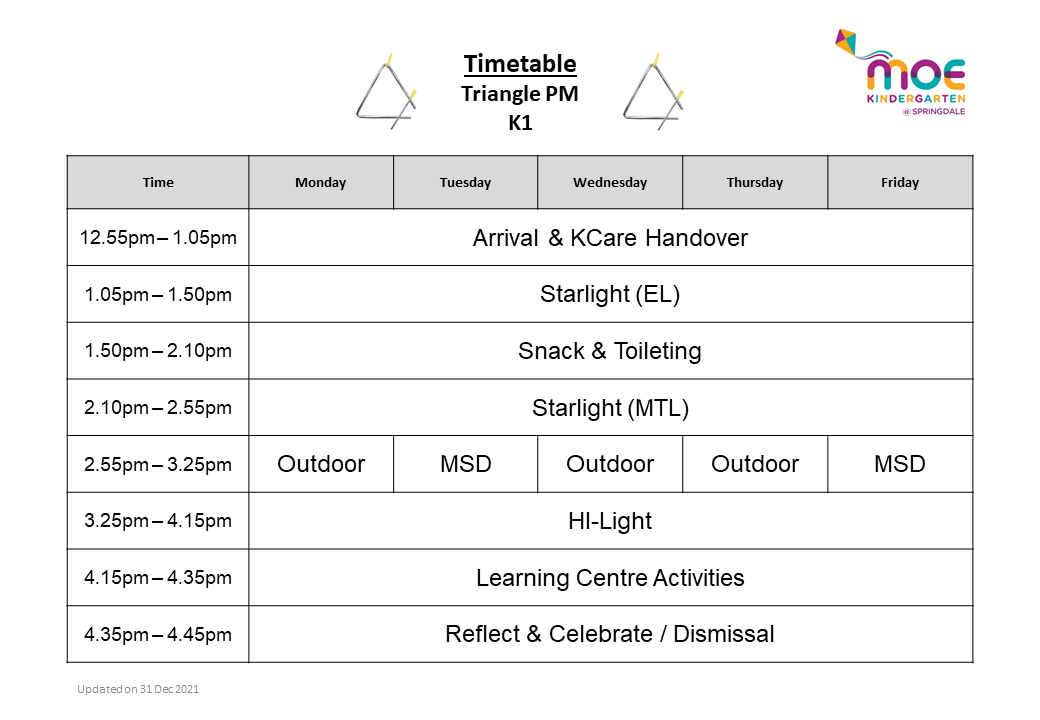 Timetable
Triangle PM
K1
MOE
KINDERGARTEN
@ SPRINGDALE
Time Monday Tuesday Wednesday Thursday Friday
12.55pm – 1.05pm Arrival & KCare Handover
1.05pm – 1.50pm Starlight (EL)
1.50pm – 2.10pm Snack & Toileting
2.10pm – 2.55pm Starlight (MTL)
2.55pm – 3.25pm Outdoor MSD Outdoor Outdoor MSD
3.25pm – 4.15pm HI-Light
4.15pm – 4.35pm Learning Centre Activities
4.35pm – 4.45pm Reflect & Celebrate / Dismissal
Updated on 31 Dec 2021